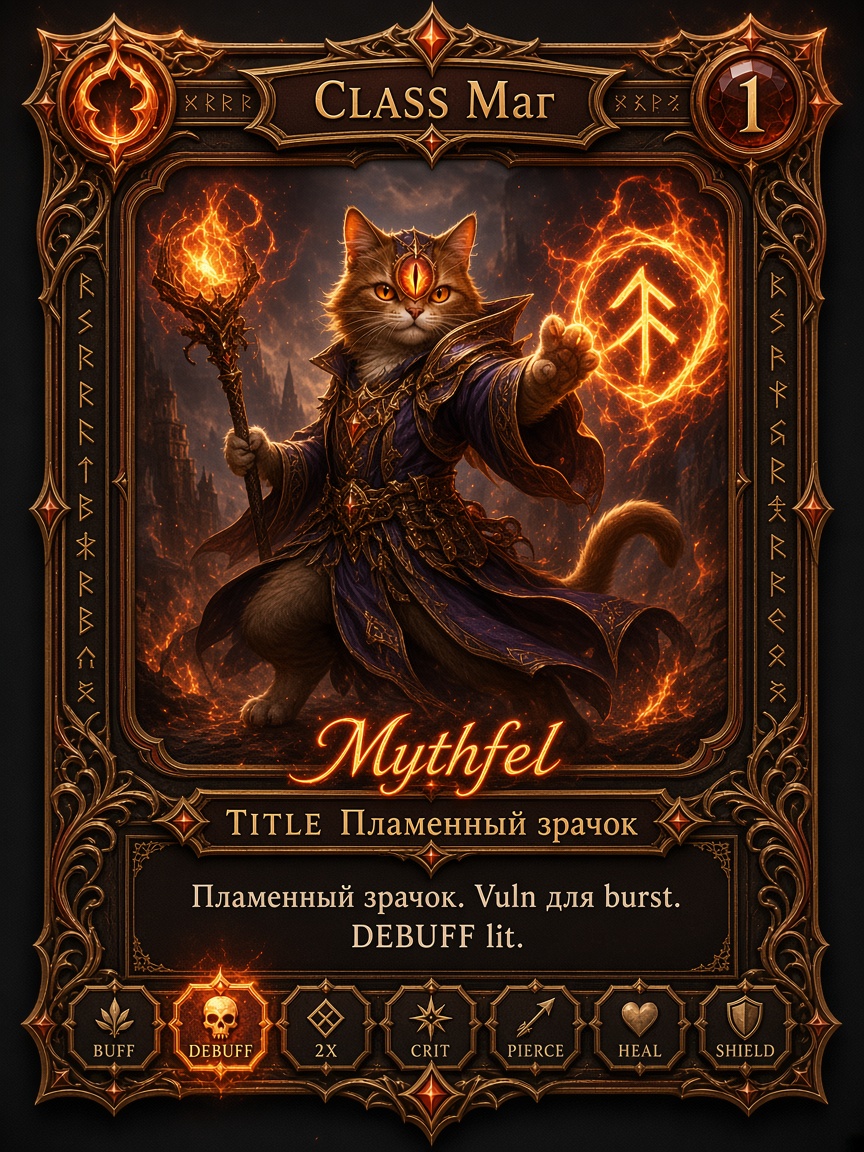 CLASS Маг
1
Mythfel
TITLE Пламенный зрачок
Пламенный зрачок. Vuln для burst.
DEBUFF lit.
BUFF
DEBUFF
2X
CRIT
PIERCE
HEAL
SHIELD